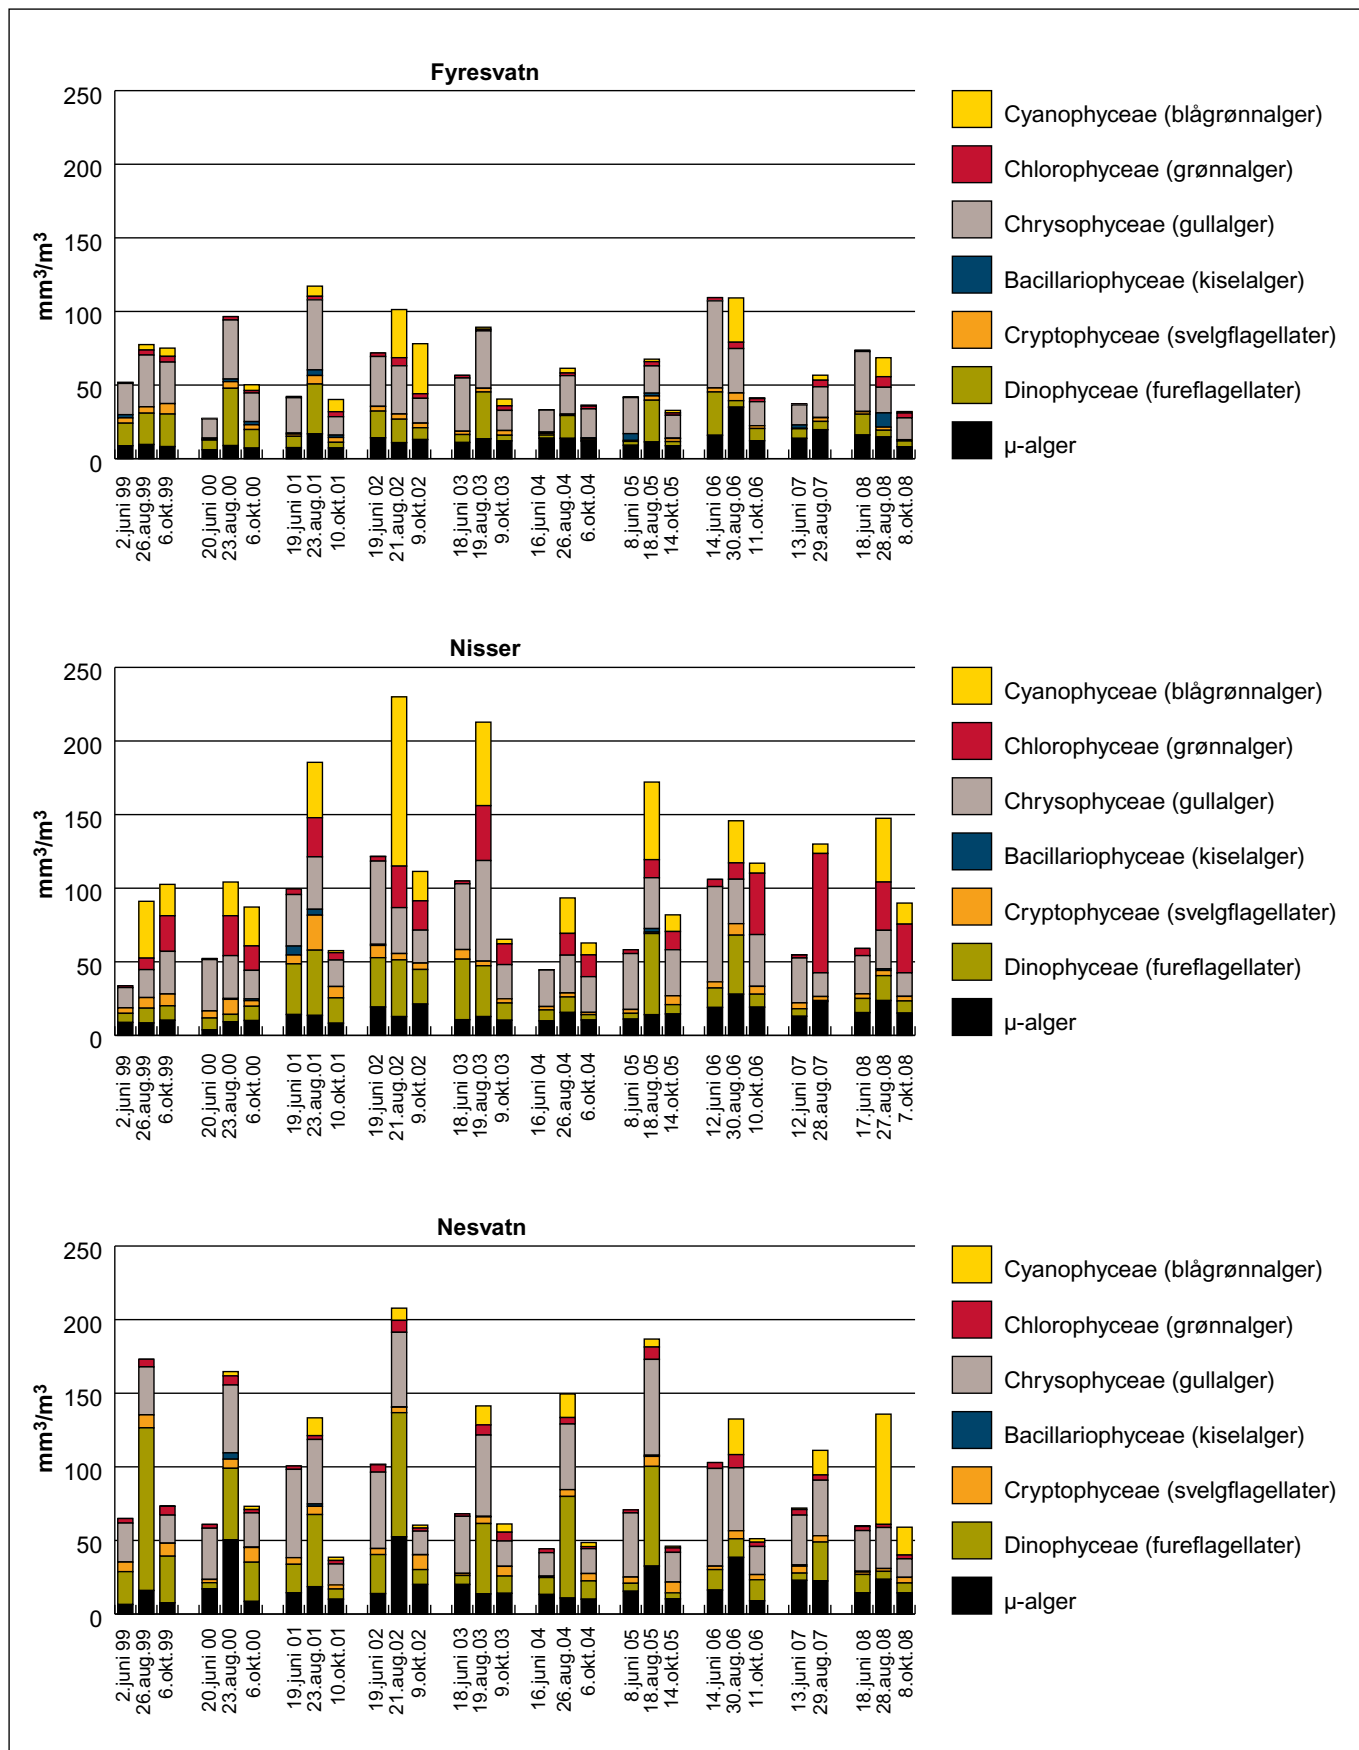 Fyresvatn
250
200
150
100
50
0
mm³/m³
2.juni 99
26.aug.99
6.okt.99
20.juni 00
23.aug.00
6.okt.00
19.juni 01
23.aug.01
10.okt.01
19.juni 02
21.aug.02
9.okt.02
18.juni 03
19.aug.03
9.okt.03
16.juni 04
26.aug.04
6.okt.04
8.juni 05
18.aug.05
14.okt.05
14.juni 06
30.aug.06
11.okt.06
13.juni 07
29.aug.07
18.juni 08
28.aug.08
8.okt.08
Cyanophyceae (blågrønnalger)
Chlorophyceae (grønnalger)
Chrysophyceae (gullalger)
Bacillariophyceae (kiselalger)
Cryptophyceae (svelgflagellater)
Dinophyceae (fureflagellater)
µ-alger
Nisser
250
200
150
100
50
0
mm³/m³
2.juni 99
26.aug.99
6.okt.99
20.juni 00
23.aug.00
6.okt.00
19.juni 01
23.aug.01
10.okt.01
19.juni 02
21.aug.02
9.okt.02
18.juni 03
19.aug.03
9.okt.03
16.juni 04
26.aug.04
6.okt.04
8.juni 05
18.aug.05
14.okt.05
12.juni 06
30.aug.06
10.okt.06
12.juni 07
28.aug.07
17.juni 08
27.aug.08
7.okt.08
Cyanophyceae (blågrønnalger)
Chlorophyceae (grønnalger)
Chrysophyceae (gullalger)
Bacillariophyceae (kiselalger)
Cryptophyceae (svelgflagellater)
Dinophyceae (fureflagellater)
µ-alger
Nesvatn
250
200
150
100
50
0
mm³/m³
2.juni 99
26.aug.99
6.okt.99
20.juni 00
23.aug.00
6.okt.00
19.juni 01
23.aug.01
10.okt.01
19.juni 02
21.aug.02
9.okt.02
18.juni 03
19.aug.03
9.okt.03
16.juni 04
26.aug.04
6.okt.04
8.juni 05
18.aug.05
14.okt.05
14.juni 06
30.aug.06
11.okt.06
13.juni 07
29.aug.07
18.juni 08
28.aug.08
8.okt.08
Cyanophyceae (blågrønnalger)
Chlorophyceae (grønnalger)
Chrysophyceae (gullalger)
Bacillariophyceae (kiselalger)
Cryptophyceae (svelgflagellater)
Dinophyceae (fureflagellater)
µ-alger